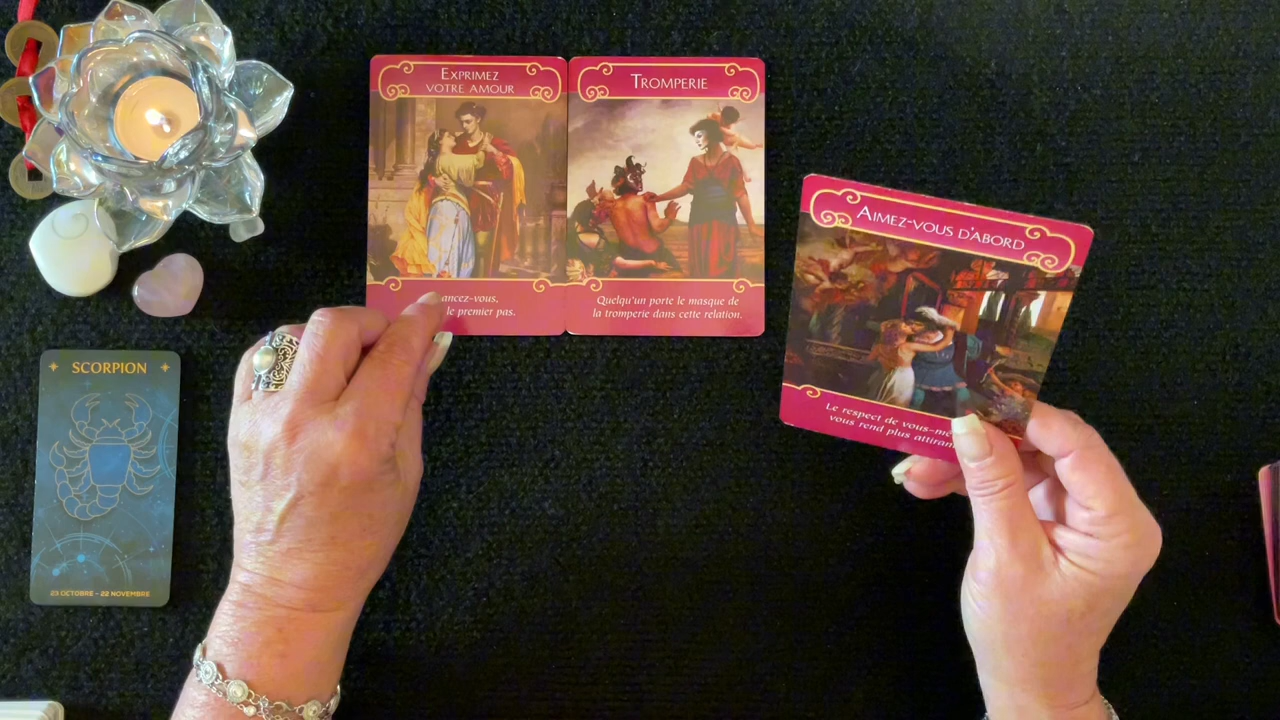 EXPRIMEZ
VOTRE AMOUR
ancez-vous,
le premier pas.
TROMPERIE
Quelqu'un porte le masque de
la tromperie dans cette relation.
AIMEZ-VOUS D'ABORD
Le respect de vous-mê
vous rend plus attiran
SCORPION
23 OCTOBRE - 22 NOVEMBRE